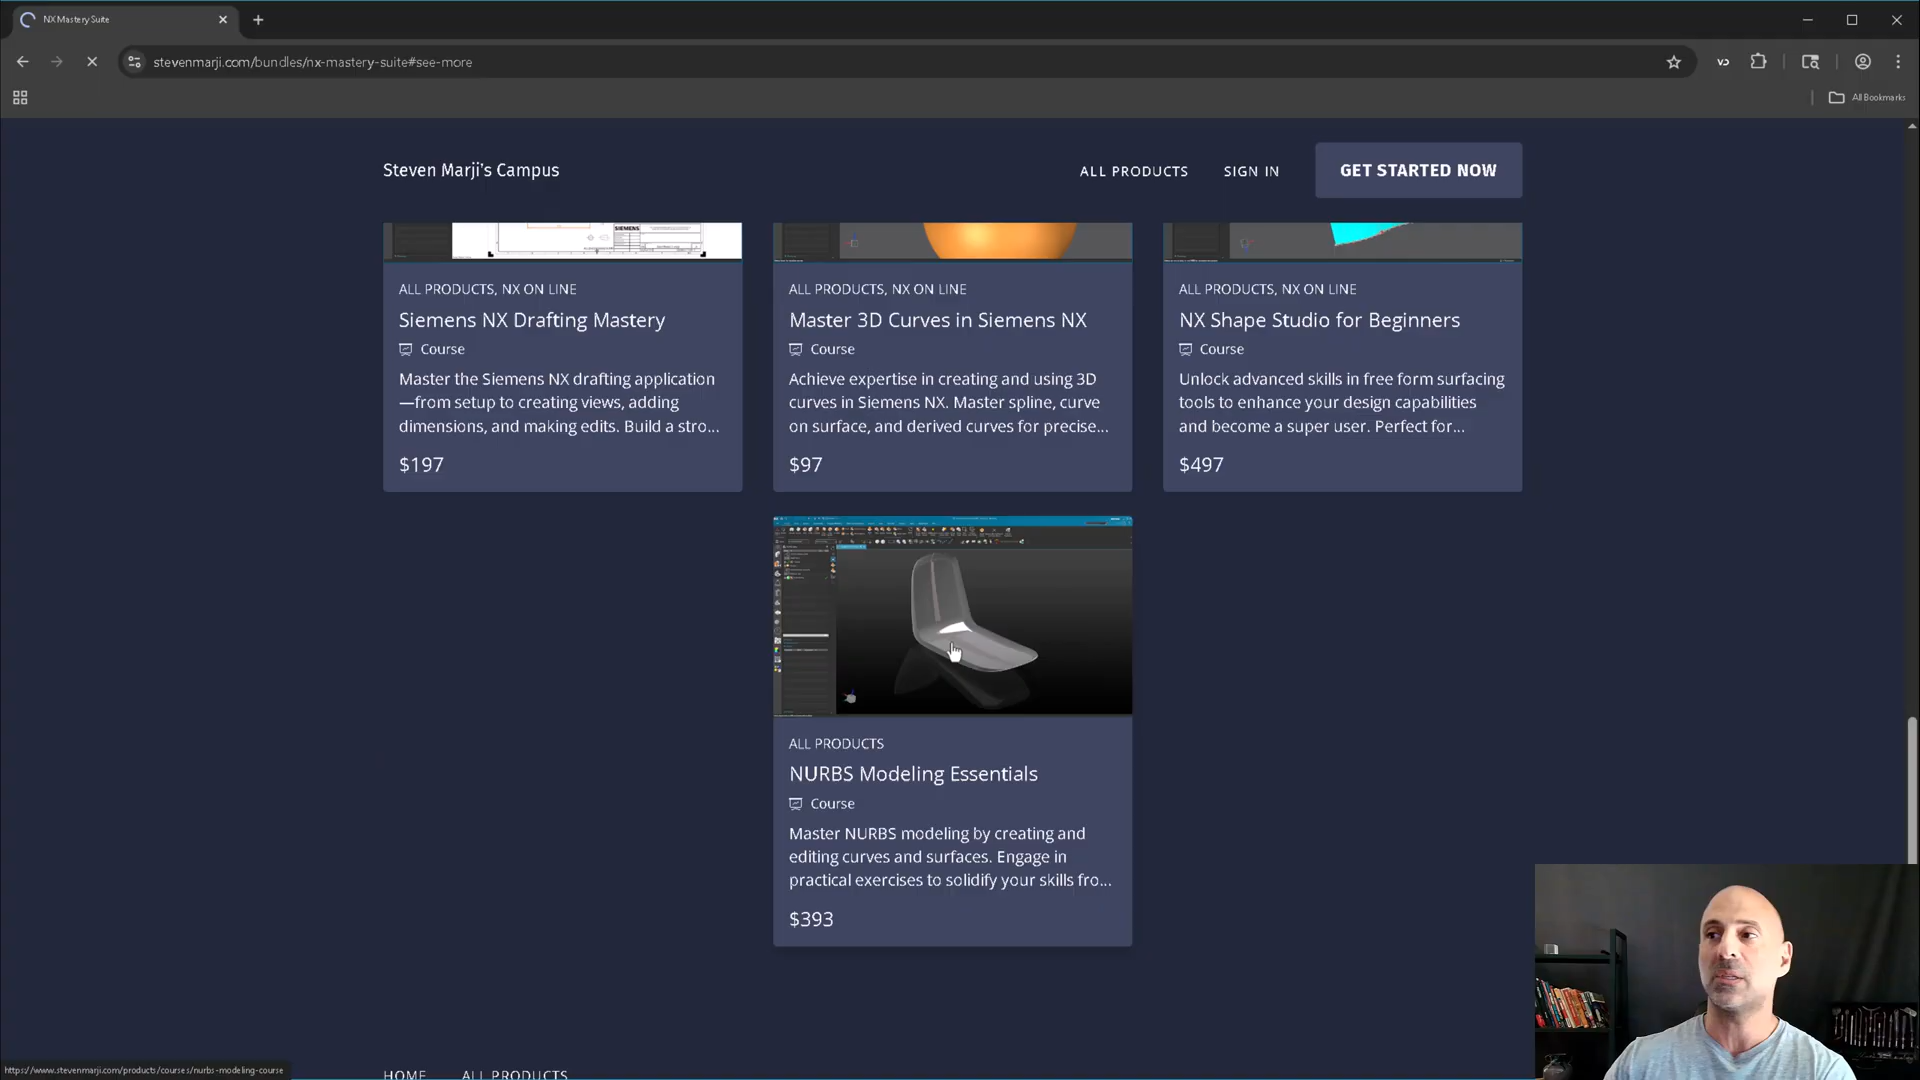 NX Mastery Suite
stevenmarji.com/bundles/nx-mastery-suite#see-more
All Bookmarks
Steven Marji's Campus
ALL PRODUCTS
SIGN IN
GET STARTED NOW
SIEMENS
ALL PRODUCTS, NX ON LINE
Siemens NX Drafting Mastery
Course
Master the Siemens NX drafting application
—from setup to creating views, adding
dimensions, and making edits. Build a stro...
$197
ALL PRODUCTS, NX ON LINE
Master 3D Curves in Siemens NX
Course
Achieve expertise in creating and using 3D
curves in Siemens NX. Master spline, curve
on surface, and derived curves for precise...
$97
ALL PRODUCTS, NX ON LINE
NX Shape Studio for Beginners
Course
Unlock advanced skills in free form surfacing
tools to enhance your design capabilities
and become a super user. Perfect for...
$497
ALL PRODUCTS
NURBS Modeling Essentials
Course
Master NURBS modeling by creating and
editing curves and surfaces. Engage in
practical exercises to solidify your skills fro...
$393
HOME
ALL PRODUCTS
https://www.stevenmarji.com/products/courses/nurbs-modeling-course